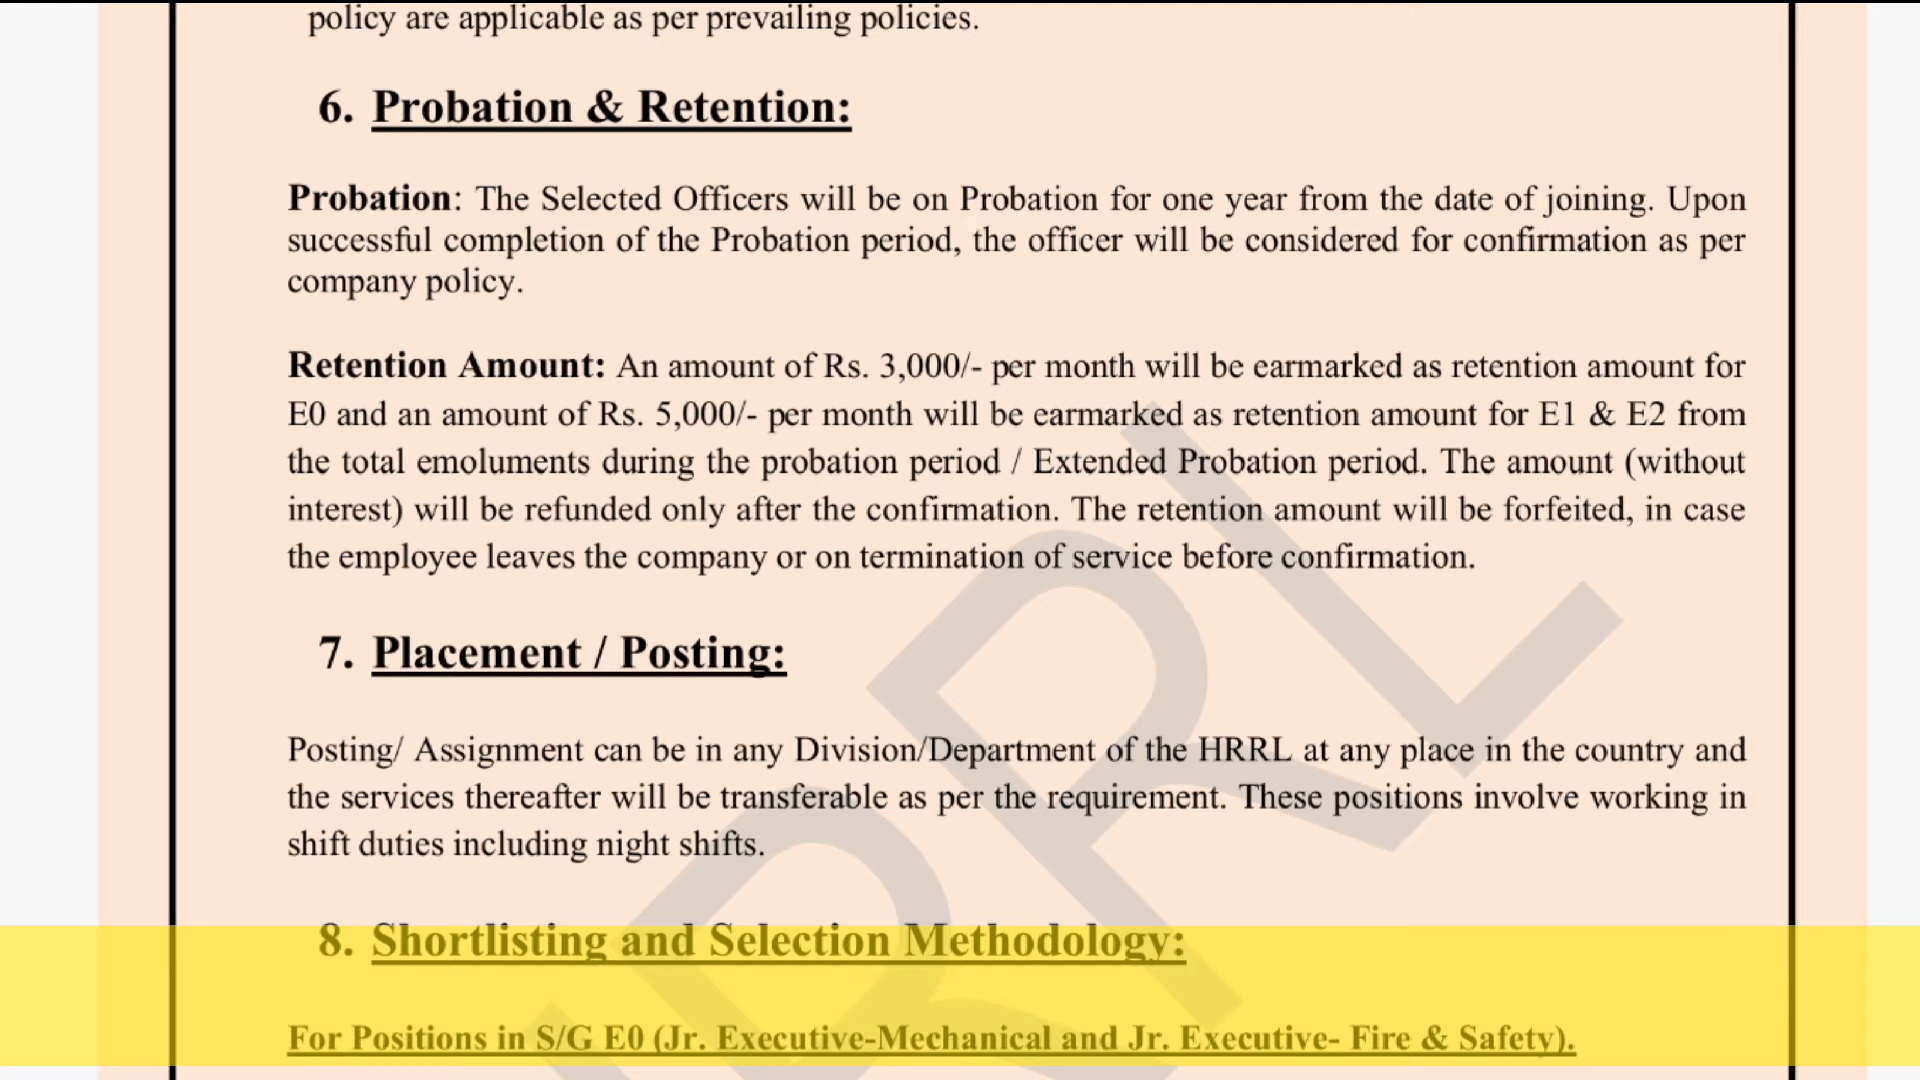 policy are applicable as per prevailing policies.
6. Probation & Retention:
Probation: The Selected Officers will be on Probation for one year from the date of joining. Upon
successful completion of the Probation period, the officer will be considered for confirmation as per
company policy.
Retention Amount: An amount of Rs. 3,000/- per month will be earmarked as retention amount for
E0 and an amount of Rs. 5,000/- per month will be earmarked as retention amount for E1 & E2 from
the total emoluments during the probation period / Extended Probation period. The amount (without
interest) will be refunded only after the confirmation. The retention amount will be forfeited, in case
the employee leaves the company or on termination of service before confirmation.
7. Placement / Posting:
Posting/ Assignment can be in any Division/Department of the HRRL at any place in the country and
the services thereafter will be transferable as per the requirement. These positions involve working in
shift duties including night shifts.
8. Shortlisting and Selection Methodology:
For Positions in S/G E0 (Jr. Executive-Mechanical and Jr. Executive- Fire & Safety).